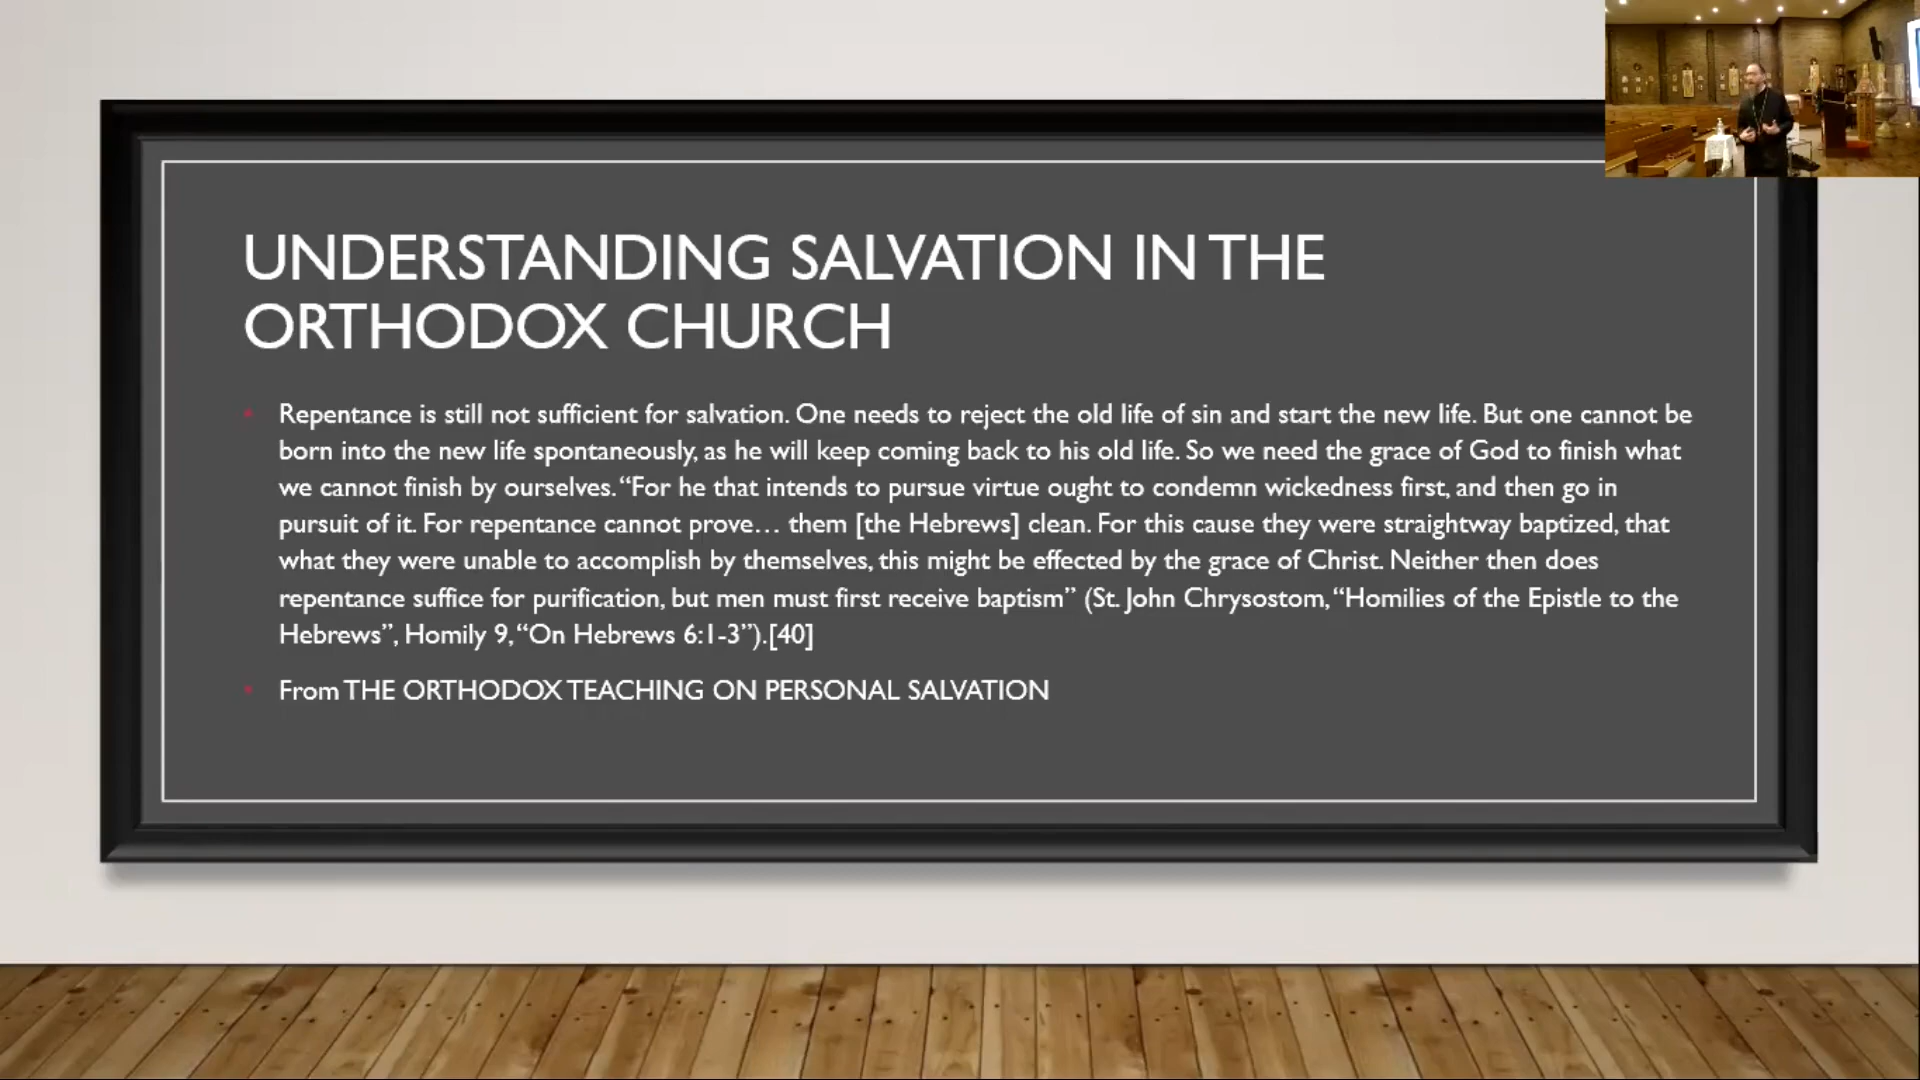 UNDERSTANDING SALVATION IN THE
ORTHODOX CHURCH
• Repentance is still not sufficient for salvation. One needs to reject the old life of sin and start the new life. But one cannot be
born into the new life spontaneously, as he will keep coming back to his old life. So we need the grace of God to finish what
we cannot finish by ourselves. “For he that intends to pursue virtue ought to condemn wickedness first, and then go in
pursuit of it. For repentance cannot prove… them [the Hebrews] clean. For this cause they were straightway baptized, that
what they were unable to accomplish by themselves, this might be effected by the grace of Christ. Neither then does
repentance suffice for purification, but men must first receive baptism” (St. John Chrysostom, “Homilies of the Epistle to the
Hebrews”, Homily 9, “On Hebrews 6:1-3”).[40]
• From THE ORTHODOX TEACHING ON PERSONAL SALVATION